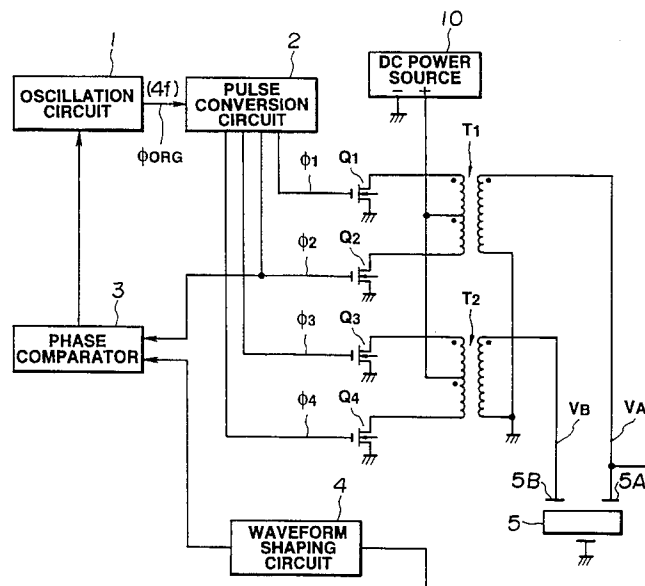 1
OSCILLATION
CIRCUIT
(4f)
φORG
2
PULSE
CONVERSION
CIRCUIT
10
DC POWER
SOURCE
- +
T1
φ1
Q1
φ2
Q2
3
PHASE
COMPARATOR
φ3
Q3
T2
φ4
Q4
VB
VA
5B
5A
5
4
WAVEFORM
SHAPING
CIRCUIT